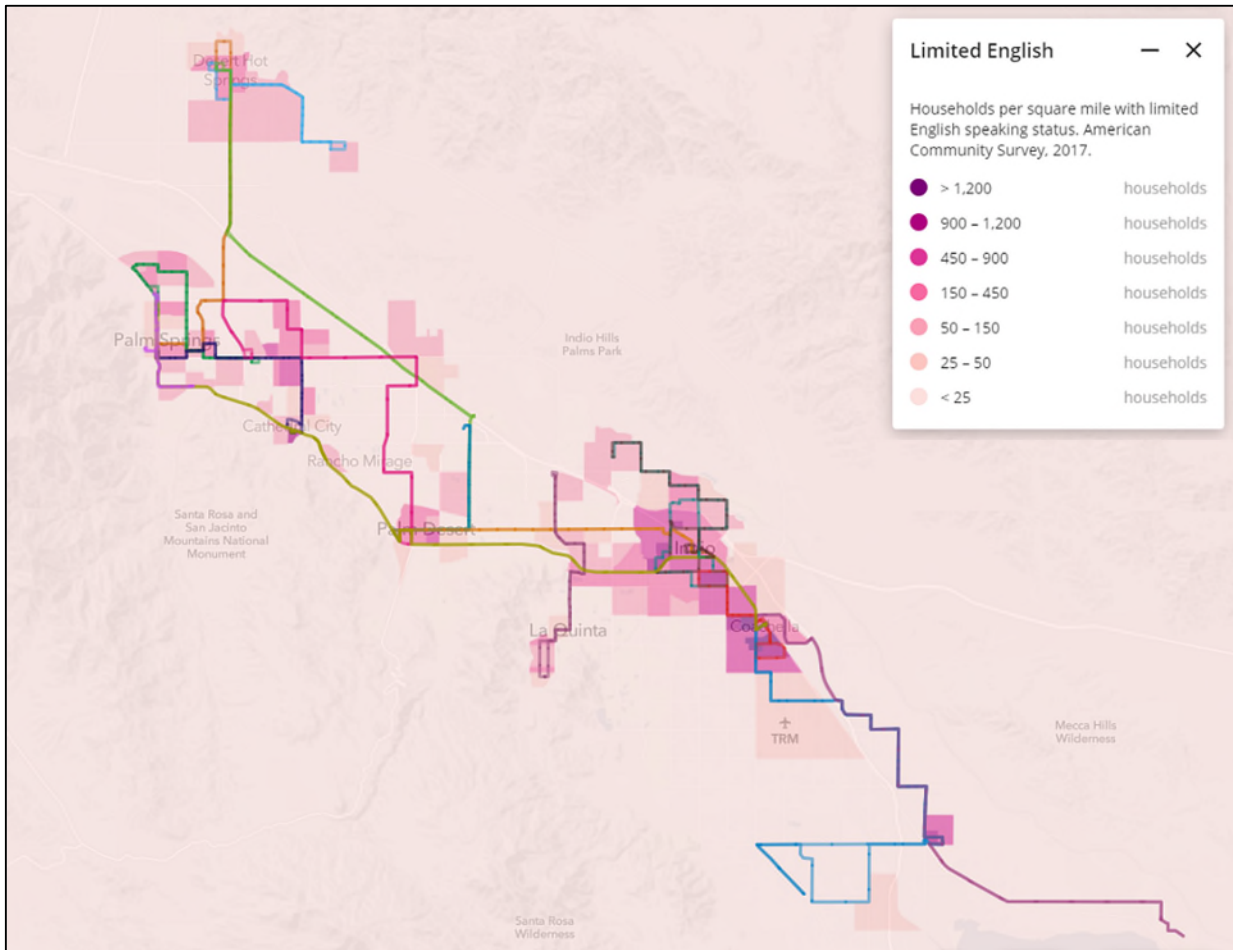 Limited English
Households per square mile with limited
English speaking status. American
Community Survey, 2017.
> 1,200 households
900 – 1,200 households
450 – 900 households
150 – 450 households
50 – 150 households
25 – 50 households
< 25 households
Desert Hot
Springs
Palm Springs
Indio Hills
Palms Park
Cathedral City
Rancho Mirage
Santa Rosa and
San Jacinto
Mountains National
Monument
Palm Desert
Indio
La Quinta
Coachella
TRM
Mecca Hills
Wilderness
Santa Rosa
Wilderness